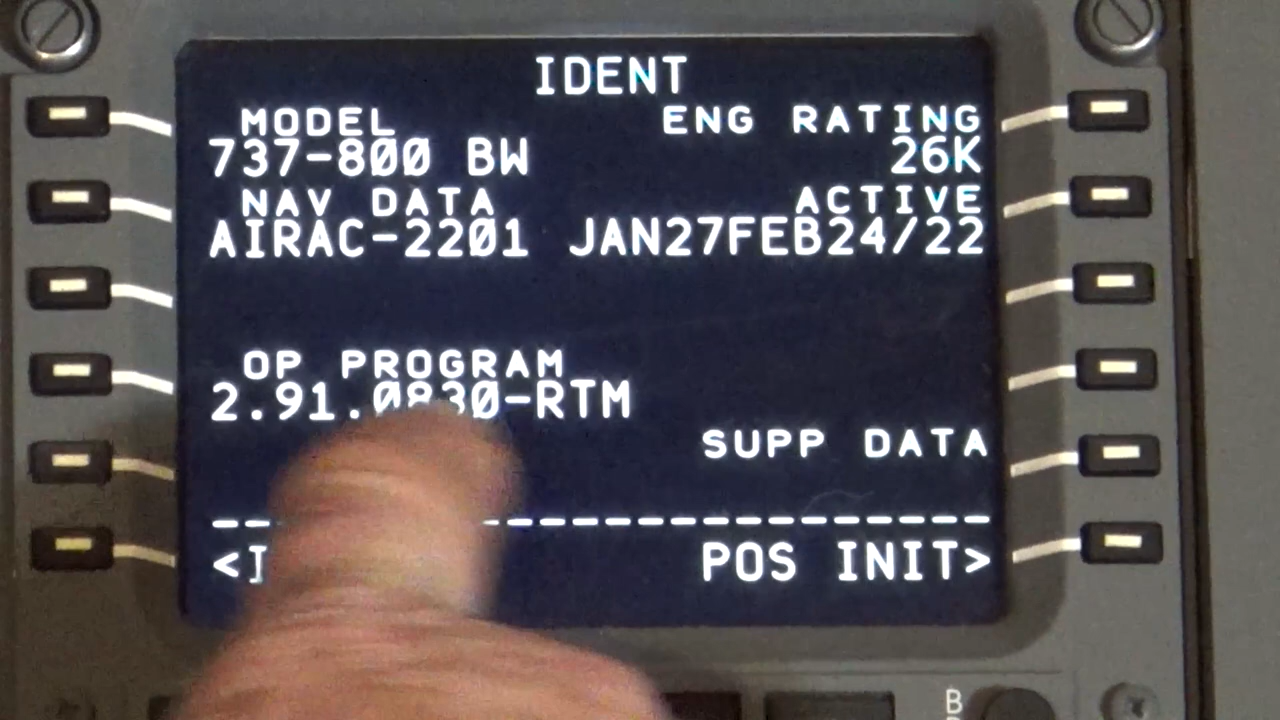 IDENT
MODEL ENG RATING
737-800 BW 26K
NAV DATA ACTIVE
AIRAC-2201 JAN27FEB24/22
OP PROGRAM
2.91.0830-RTM
SUPP DATA
--------
POS INIT>